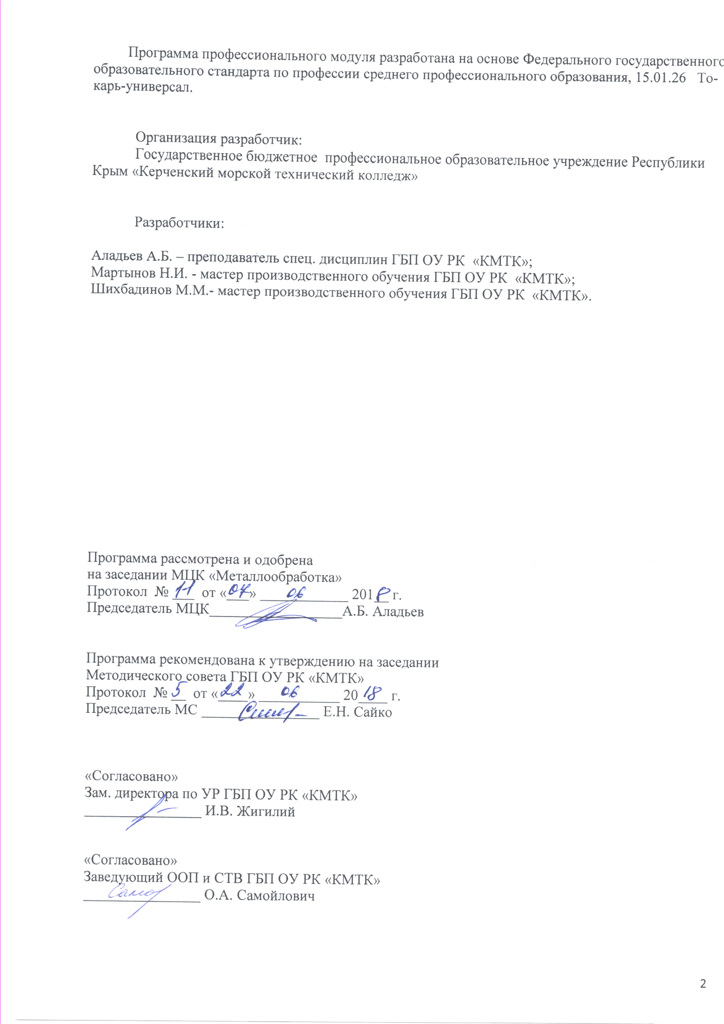 Программа профессионального модуля разработана на основе Федерального государственного
образовательного стандарта по профессии среднего профессионального образования, 15.01.26 То-
карь-универсал.
Организация разработчик:
Государственное бюджетное профессиональное образовательное учреждение Республики
Крым «Керченский морской технический колледж»
Разработчики:
Аладьев А.Б. – преподаватель спец. дисциплин ГБП ОУ РК «КМТК»;
Мартынов Н.И. - мастер производственного обучения ГБП ОУ РК «КМТК»;
Шихбадинов М.М.- мастер производственного обучения ГБП ОУ РК «КМТК».
Программа рассмотрена и одобрена
на заседании МЦК «Металлообработка»
Протокол № 11 от «07» 06 2018 г.
Председатель МЦК А.Б. Аладьев
Программа рекомендована к утверждению на заседании
Методического совета ГБП ОУ РК «КМТК»
Протокол № 5 от «22» 06 2018 г.
Председатель МС Е.Н. Сайко
«Согласовано»
Зам. директора по УР ГБП ОУ РК «КМТК»
И.В. Жигилий
«Согласовано»
Заведующий ООП и СТВ ГБП ОУ РК «КМТК»
О.А. Самойлович
2